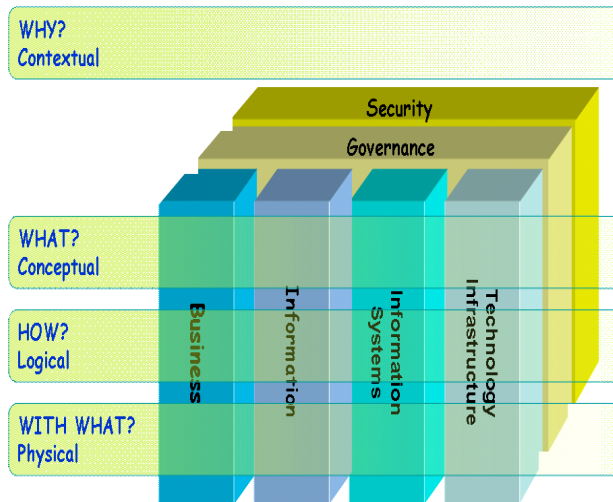 WHY?
Contextual
Security
Governance
WHAT?
Conceptual
HOW?
Logical
WITH WHAT?
Physical
Business
Information
Information
Systems
Technology
Infrastructure